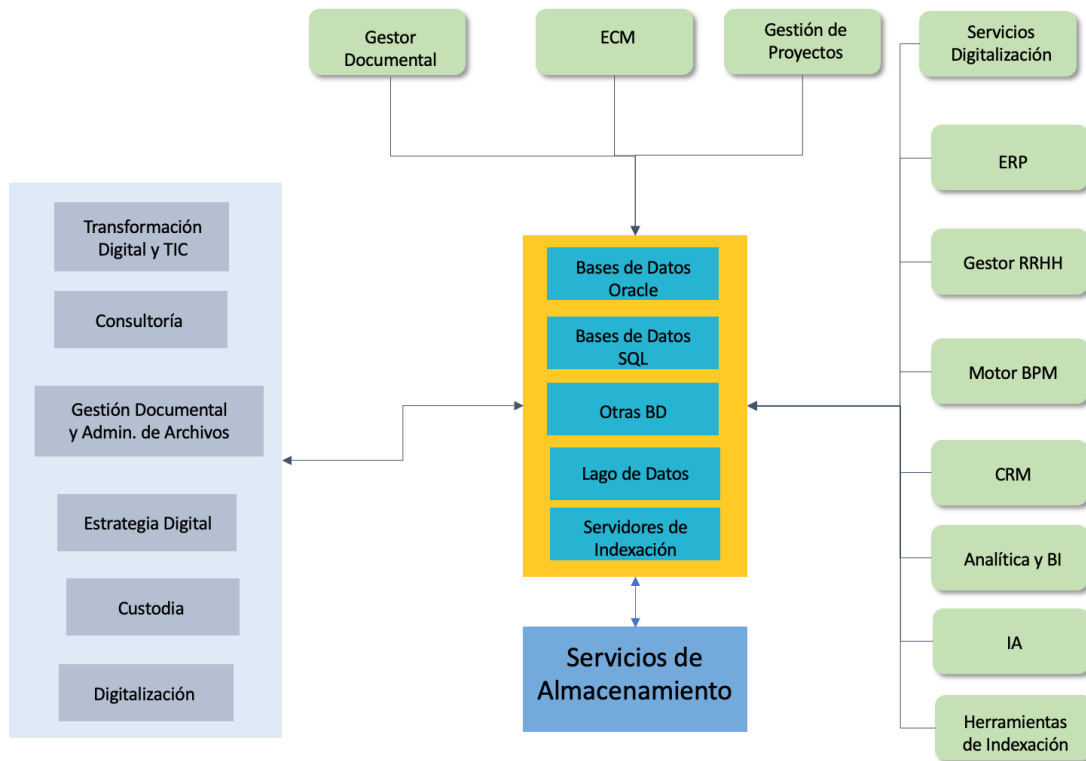 Gestor
Documental
ECM
Gestión de
Proyectos
Servicios
Digitalización
ERP
Gestor RRHH
Motor BPM
CRM
Analítica y BI
IA
Herramientas
de Indexación
Transformación
Digital y TIC
Consultoría
Gestión Documental
y Admin. de Archivos
Estrategia Digital
Custodia
Digitalización
Bases de Datos
Oracle
Bases de Datos
SQL
Otras BD
Lago de Datos
Servidores de
Indexación
Servicios de
Almacenamiento